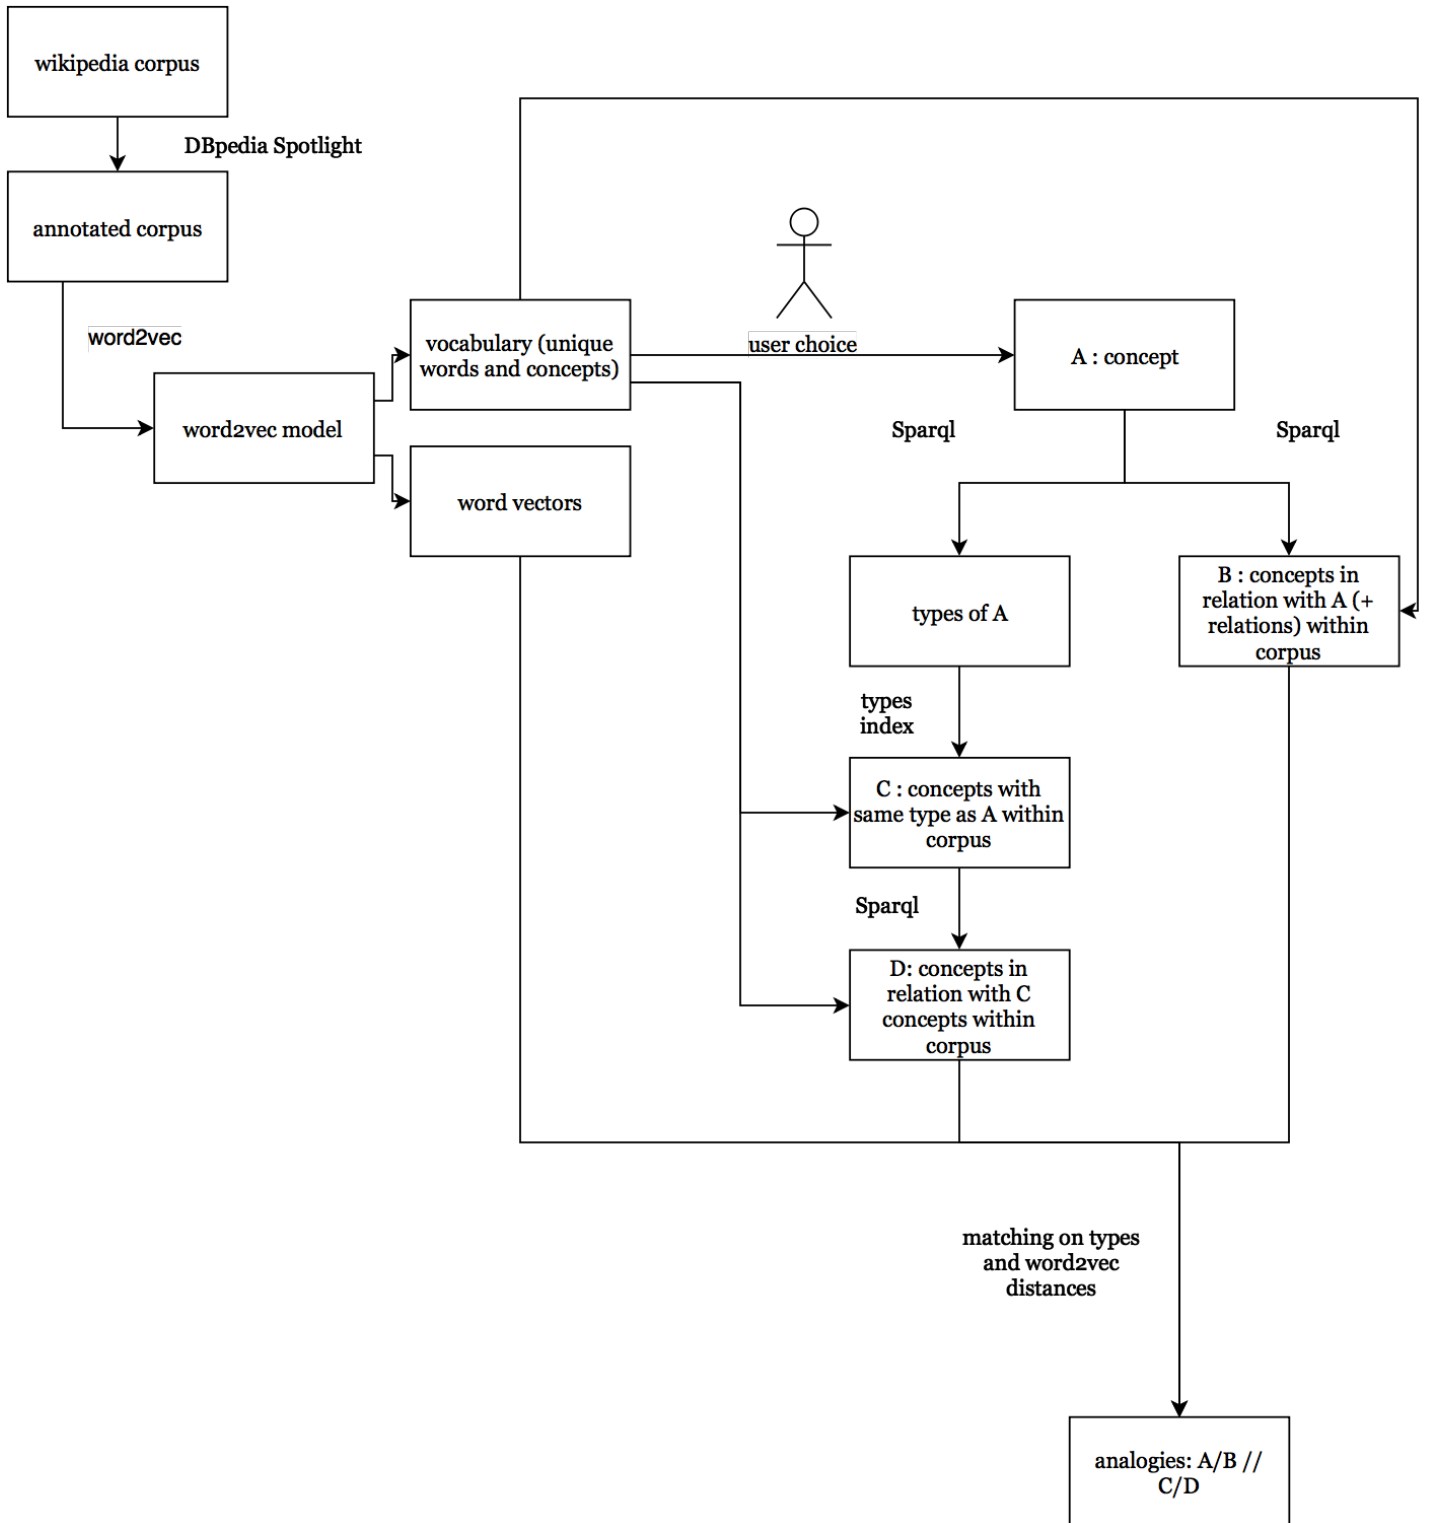 wikipedia corpus
DBpedia Spotlight
annotated corpus
word2vec
vocabulary (unique
words and concepts)
user choice
A : concept
word2vec model
Sparql
Sparql
word vectors
types of A
B : concepts in
relation with A (+
relations) within
corpus
types
index
C : concepts with
same type as A within
corpus
Sparql
D: concepts in
relation with C
concepts within
corpus
matching on types
and word2vec
distances
analogies: A/B //
C/D